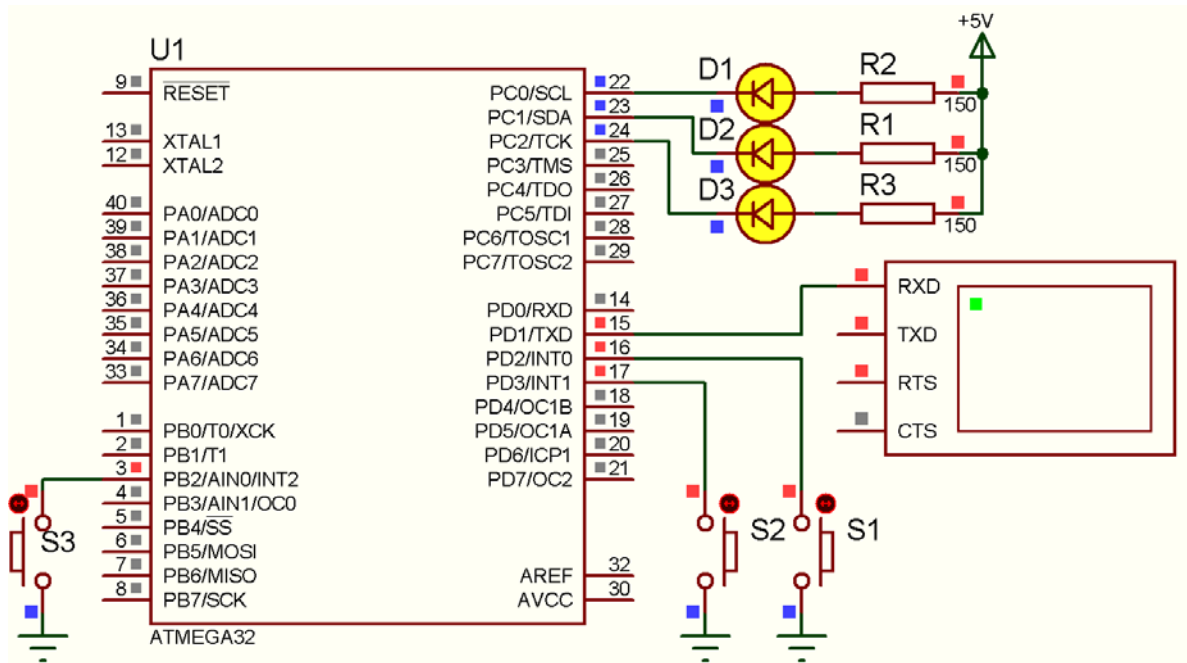 U1
9
RESET
13
XTAL1
12
XTAL2
40
PA0/ADC0
39
PA1/ADC1
38
PA2/ADC2
37
PA3/ADC3
36
PA4/ADC4
35
PA5/ADC5
34
PA6/ADC6
33
PA7/ADC7
1
PB0/T0/XCK
2
PB1/T1
3
PB2/AIN0/INT2
4
PB3/AIN1/OC0
5
PB4/SS
6
PB5/MOSI
7
PB6/MISO
8
PB7/SCK
PC0/SCL
22
PC1/SDA
23
PC2/TCK
24
PC3/TMS
25
PC4/TDO
26
PC5/TDI
27
PC6/TOSC1
28
PC7/TOSC2
29
PD0/RXD
14
PD1/TXD
15
PD2/INT0
16
PD3/INT1
17
PD4/OC1B
18
PD5/OC1A
19
PD6/ICP1
20
PD7/OC2
21
AREF
32
AVCC
30
ATMEGA32
S3
+5V
D1
R2
150
D2
R1
150
D3
R3
150
RXD
TXD
RTS
CTS
S2
S1